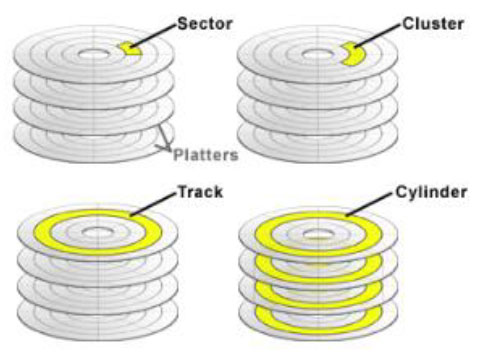 Sector
Cluster
Platters
Track
Cylinder